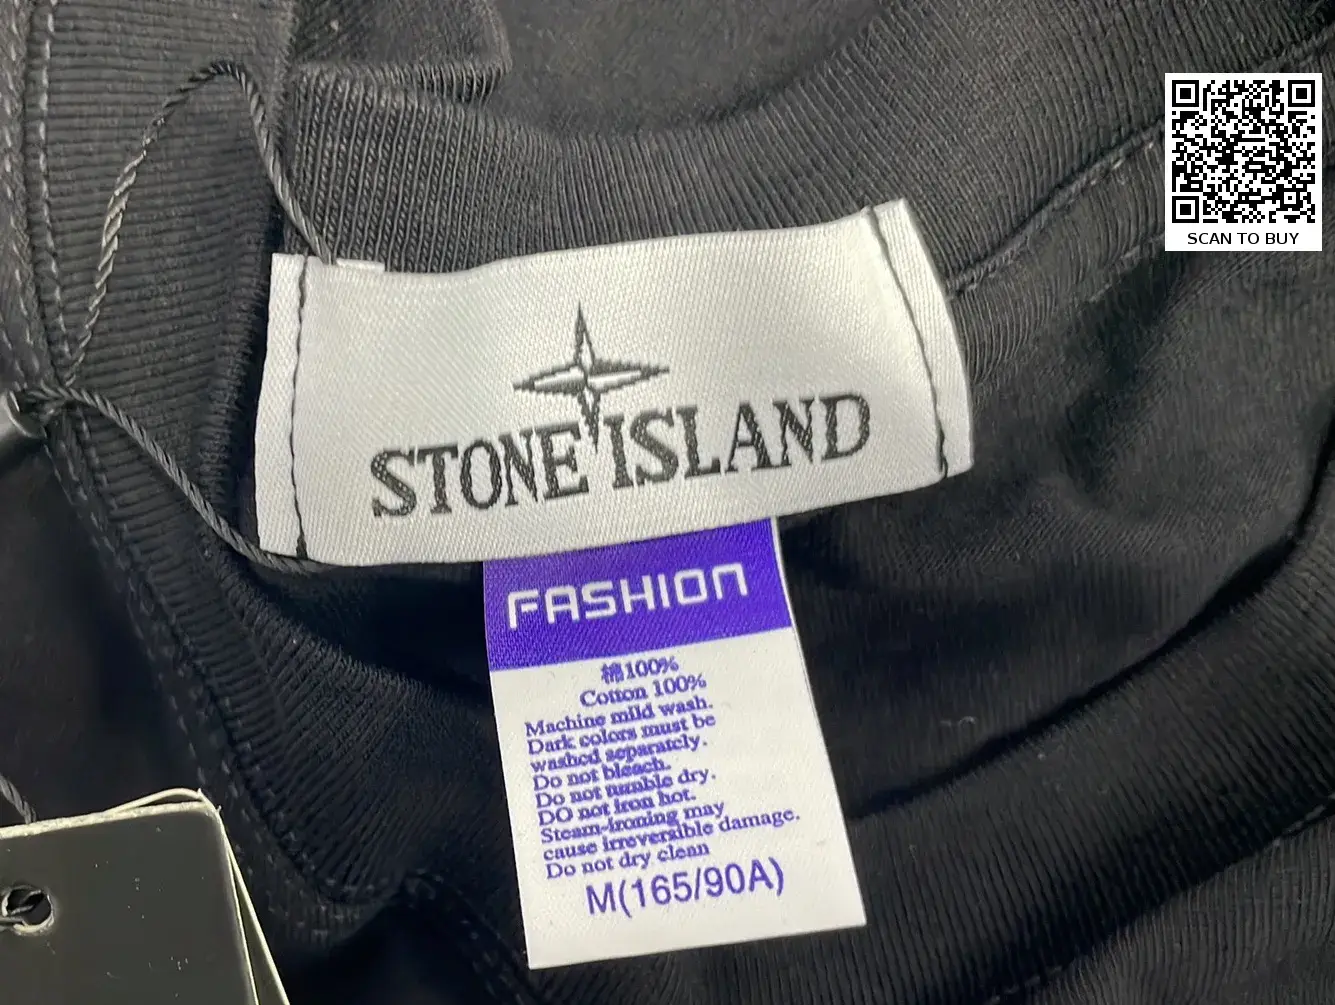 SCAN TO BUY
STONE ISLAND
FASHION
棉100%
Cotton 100%
Machine mild wash.
Dark colors must be
washed separately.
Do not bleach.
Do not tumble dry.
DO not iron hot.
Steam-ironing may
cause irreversible damage.
Do not dry clean
M(165/90A)